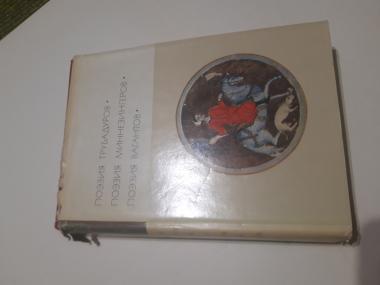 ПОЭЗИЯ ТРУБАДУРОВ •
ПОЭЗИЯ МИННЕЗИНГЕРОВ •
ПОЭЗИЯ ВАГАНТОВ •